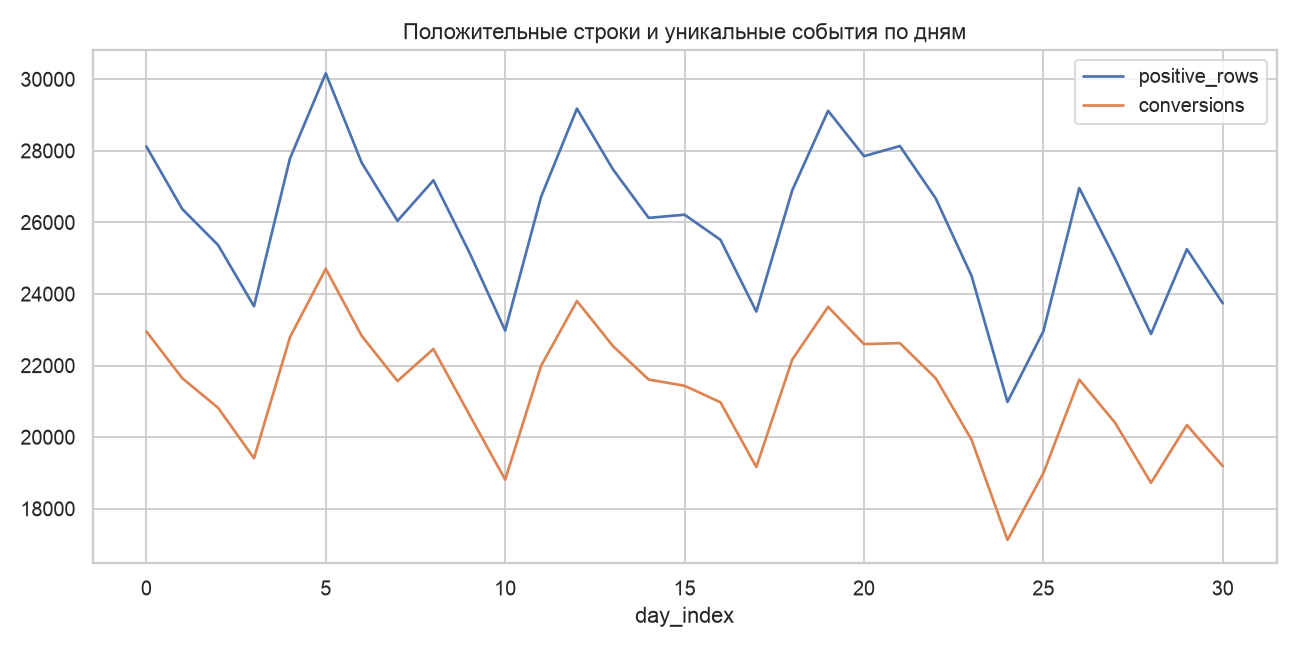 Положительные строки и уникальные события по дням
positive_rows
conversions
30000
28000
26000
24000
22000
20000
18000
0 5 10 15 20 25 30
day_index